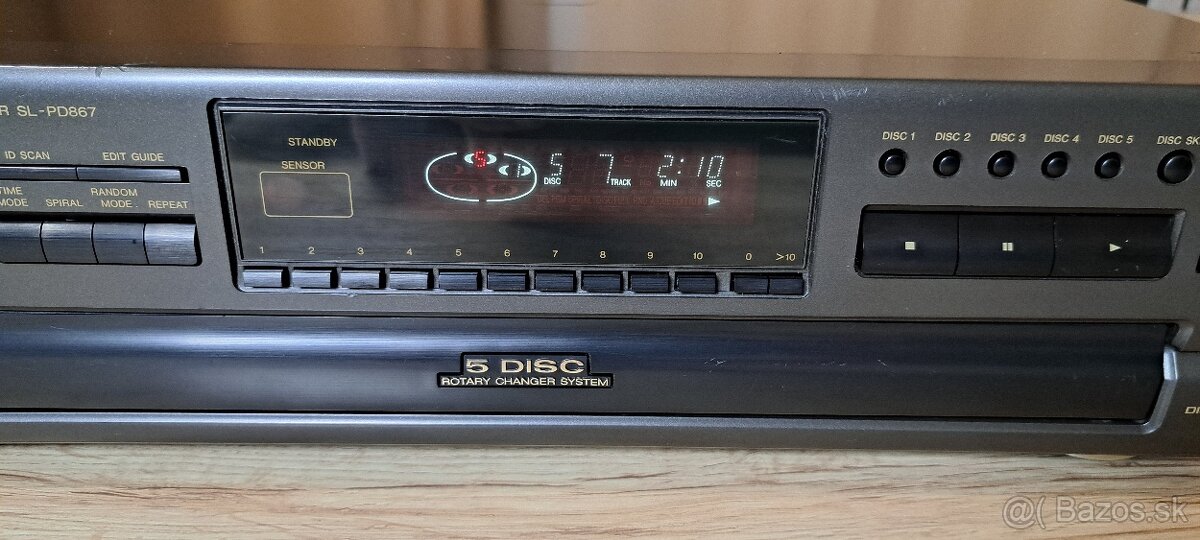 R SL-PD867
ID SCAN EDIT GUIDE
TIME MODE SPIRAL RANDOM MODE REPEAT
STANDBY
SENSOR
5 1
5 7 2:10
DISC TRACK MIN SEC
1 2 3 4 5 6 7 8 9 10 0 >10
DISC 1 DISC 2 DISC 3 DISC 4 DISC 5 DISC SK
5 DISC
ROTARY CHANGER SYSTEM
Bazos.sk